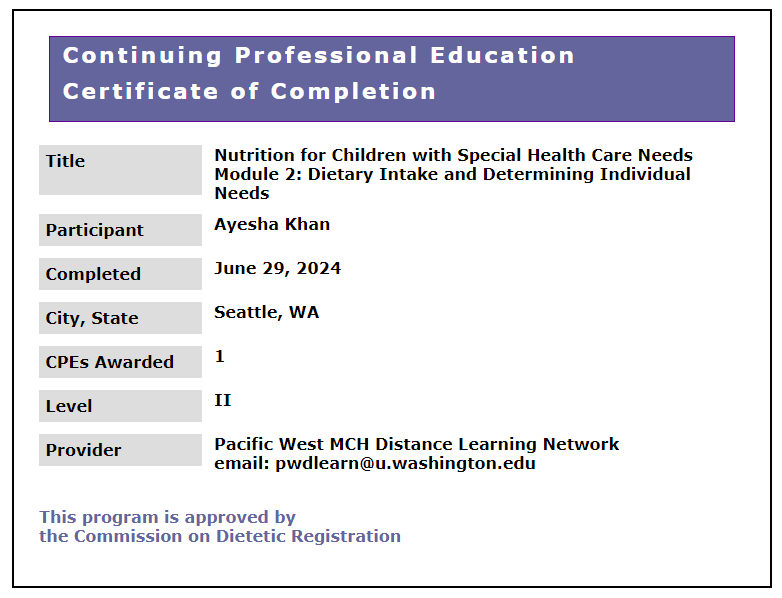 Continuing Professional Education
Certificate of Completion
Title
Nutrition for Children with Special Health Care Needs
Module 2: Dietary Intake and Determining Individual
Needs
Participant
Ayesha Khan
Completed
June 29, 2024
City, State
Seattle, WA
CPEs Awarded
1
Level
II
Provider
Pacific West MCH Distance Learning Network
email: pwdlearn@u.washington.edu
This program is approved by
the Commission on Dietetic Registration